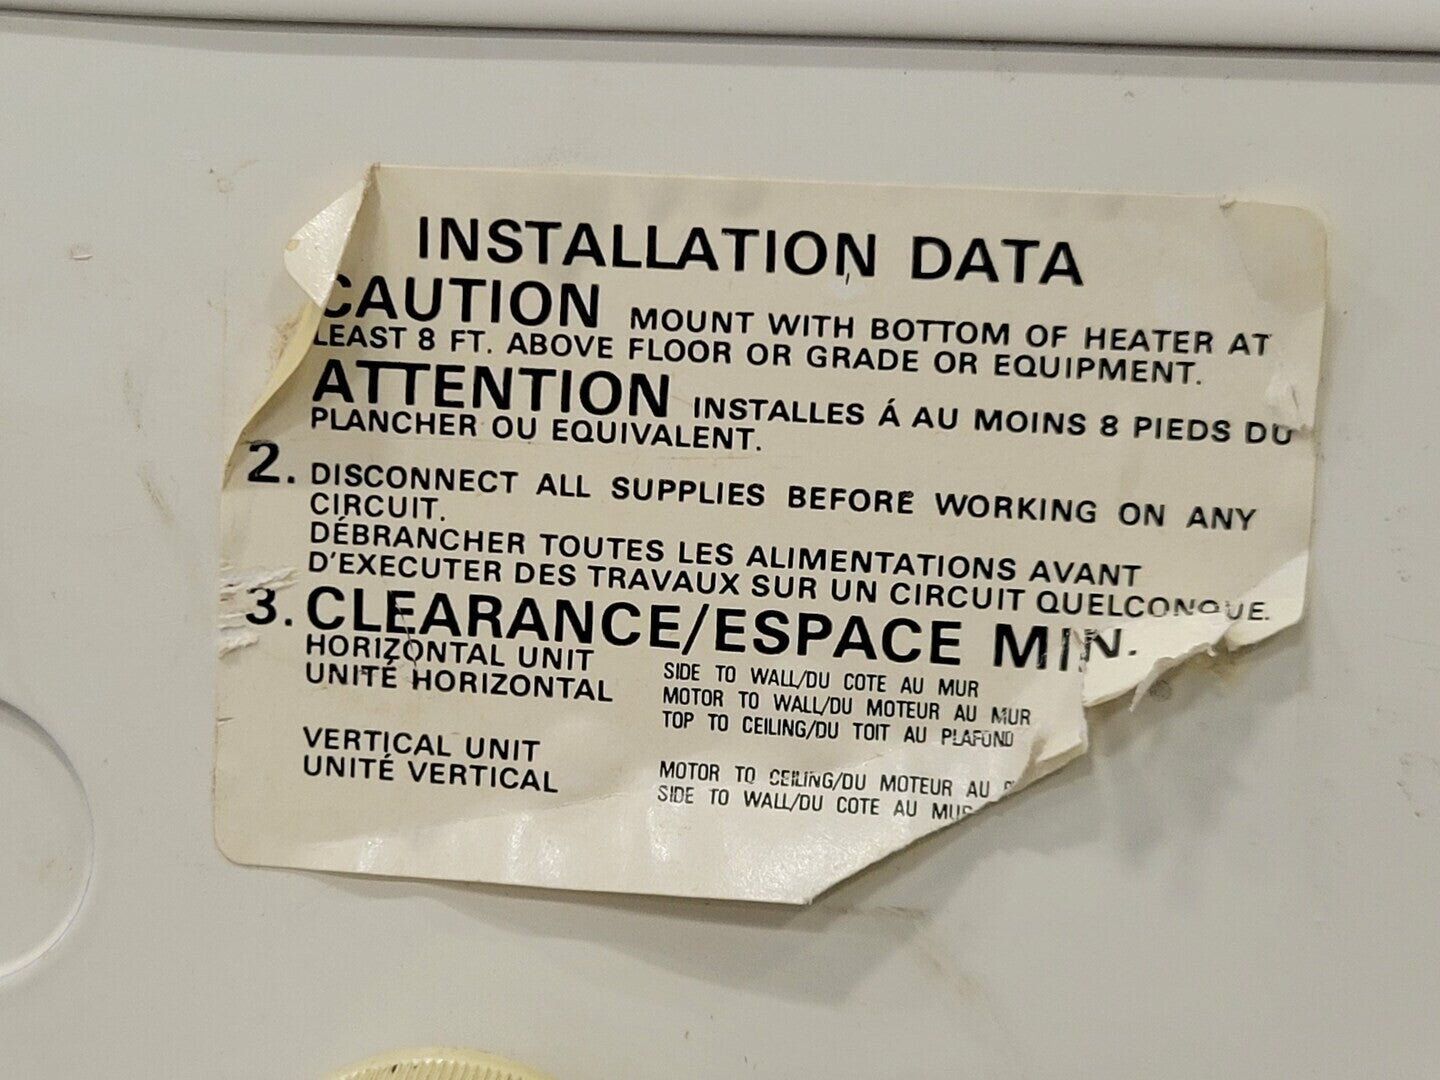 INSTALLATION DATA
CAUTION MOUNT WITH BOTTOM OF HEATER AT
LEAST 8 FT. ABOVE FLOOR OR GRADE OR EQUIPMENT.
ATTENTION INSTALLES Á AU MOINS 8 PIEDS DU
PLANCHER OU EQUIVALENT.
2. DISCONNECT ALL SUPPLIES BEFORE WORKING ON ANY
CIRCUIT.
DÉBRANCHER TOUTES LES ALIMENTATIONS AVANT
D'EXECUTER DES TRAVAUX SUR UN CIRCUIT QUELCONQUE.
3. CLEARANCE/ESPACE MIN.
HORIZONTAL UNIT
UNITÉ HORIZONTAL
SIDE TO WALL/DU COTE AU MUR
MOTOR TO WALL/DU MOTEUR AU MUR
TOP TO CEILING/DU TOIT AU PLAFOND
VERTICAL UNIT
UNITÉ VERTICAL
MOTOR TO CEILING/DU MOTEUR AU
SIDE TO WALL/DU COTE AU MUR